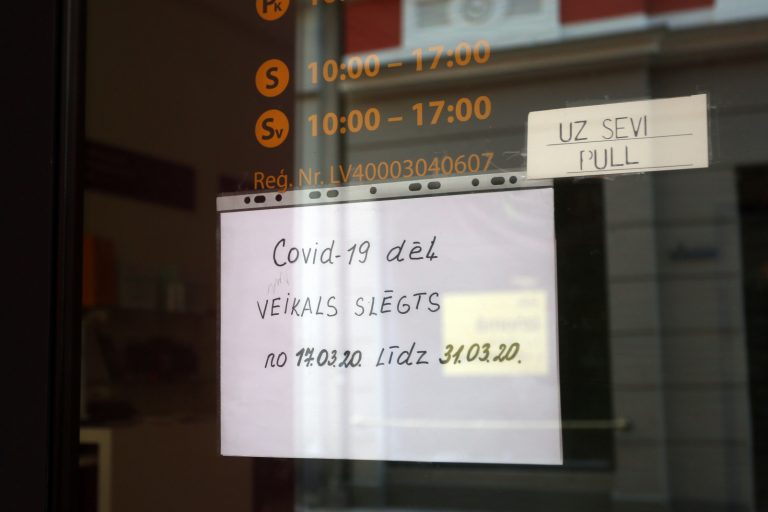 Pk
S 10:00 – 17:00
Sv 10:00 – 17:00
Reģ. Nr. LV40003040607
UZ SEVI
PULL
Covid-19 dēļ
VEIKALS SLĒGTS
no 17.03.20. Līdz 31.03.20.